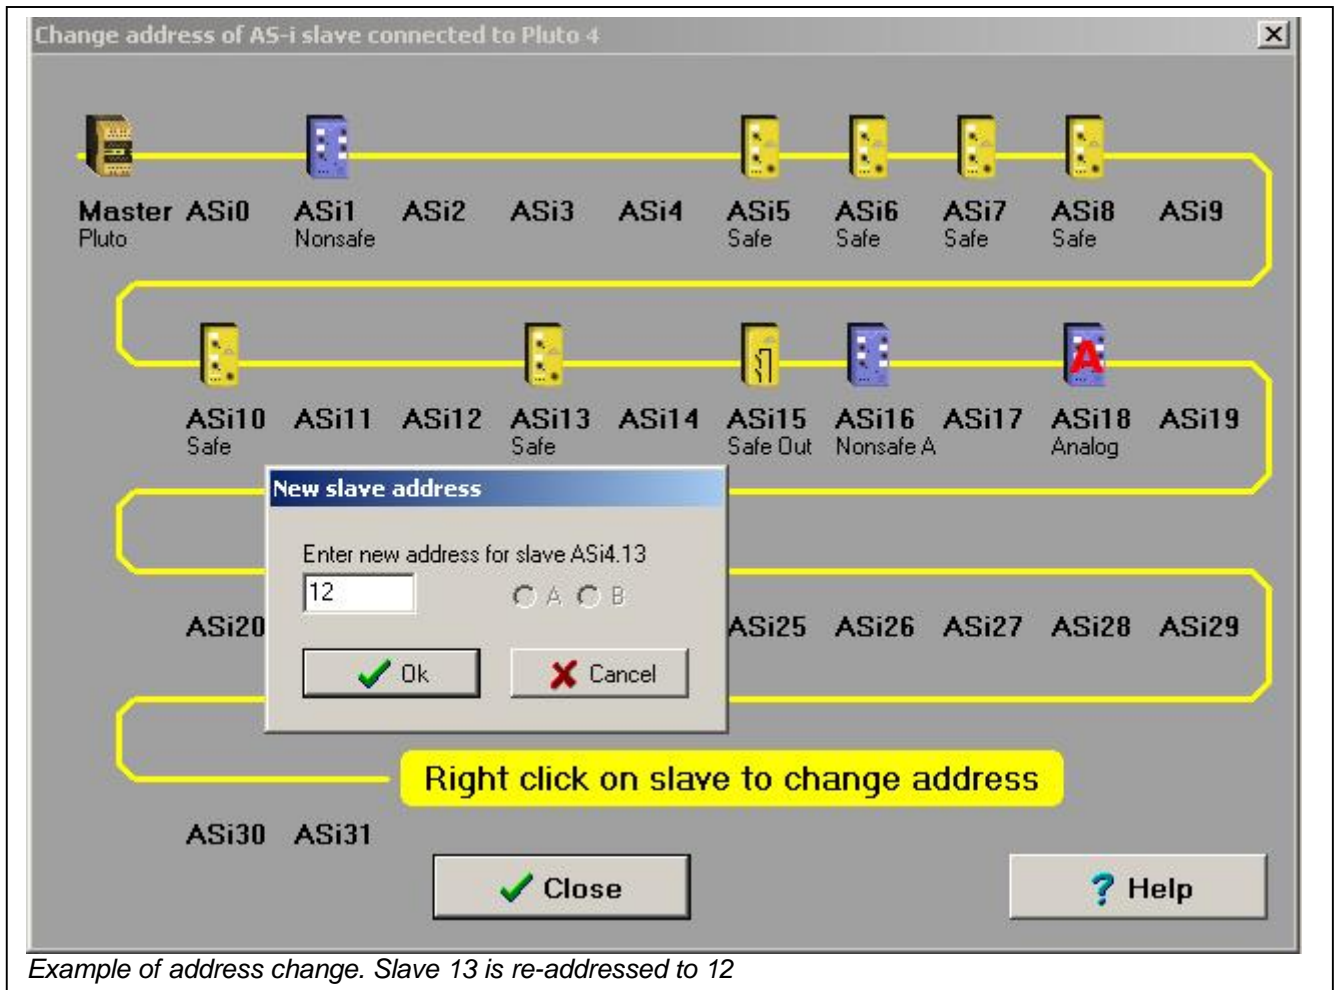 Change address of AS-i slave connected to Pluto 4
Master ASi0 ASi1 ASi2 ASi3 ASi4 ASi5 ASi6 ASi7 ASi8 ASi9
Pluto Nonsafe Safe Safe Safe Safe
A
ASi10 ASi11 ASi12 ASi13 ASi14 ASi15 ASi16 ASi17 ASi18 ASi19
Safe Safe Safe Out Nonsafe A Analog
New slave address
Enter new address for slave ASi4.13
12 A B
ASi20 ASi25 ASi26 ASi27 ASi28 ASi29
Ok Cancel
Right click on slave to change address
ASi30 ASi31
Close ? Help
Example of address change. Slave 13 is re-addressed to 12